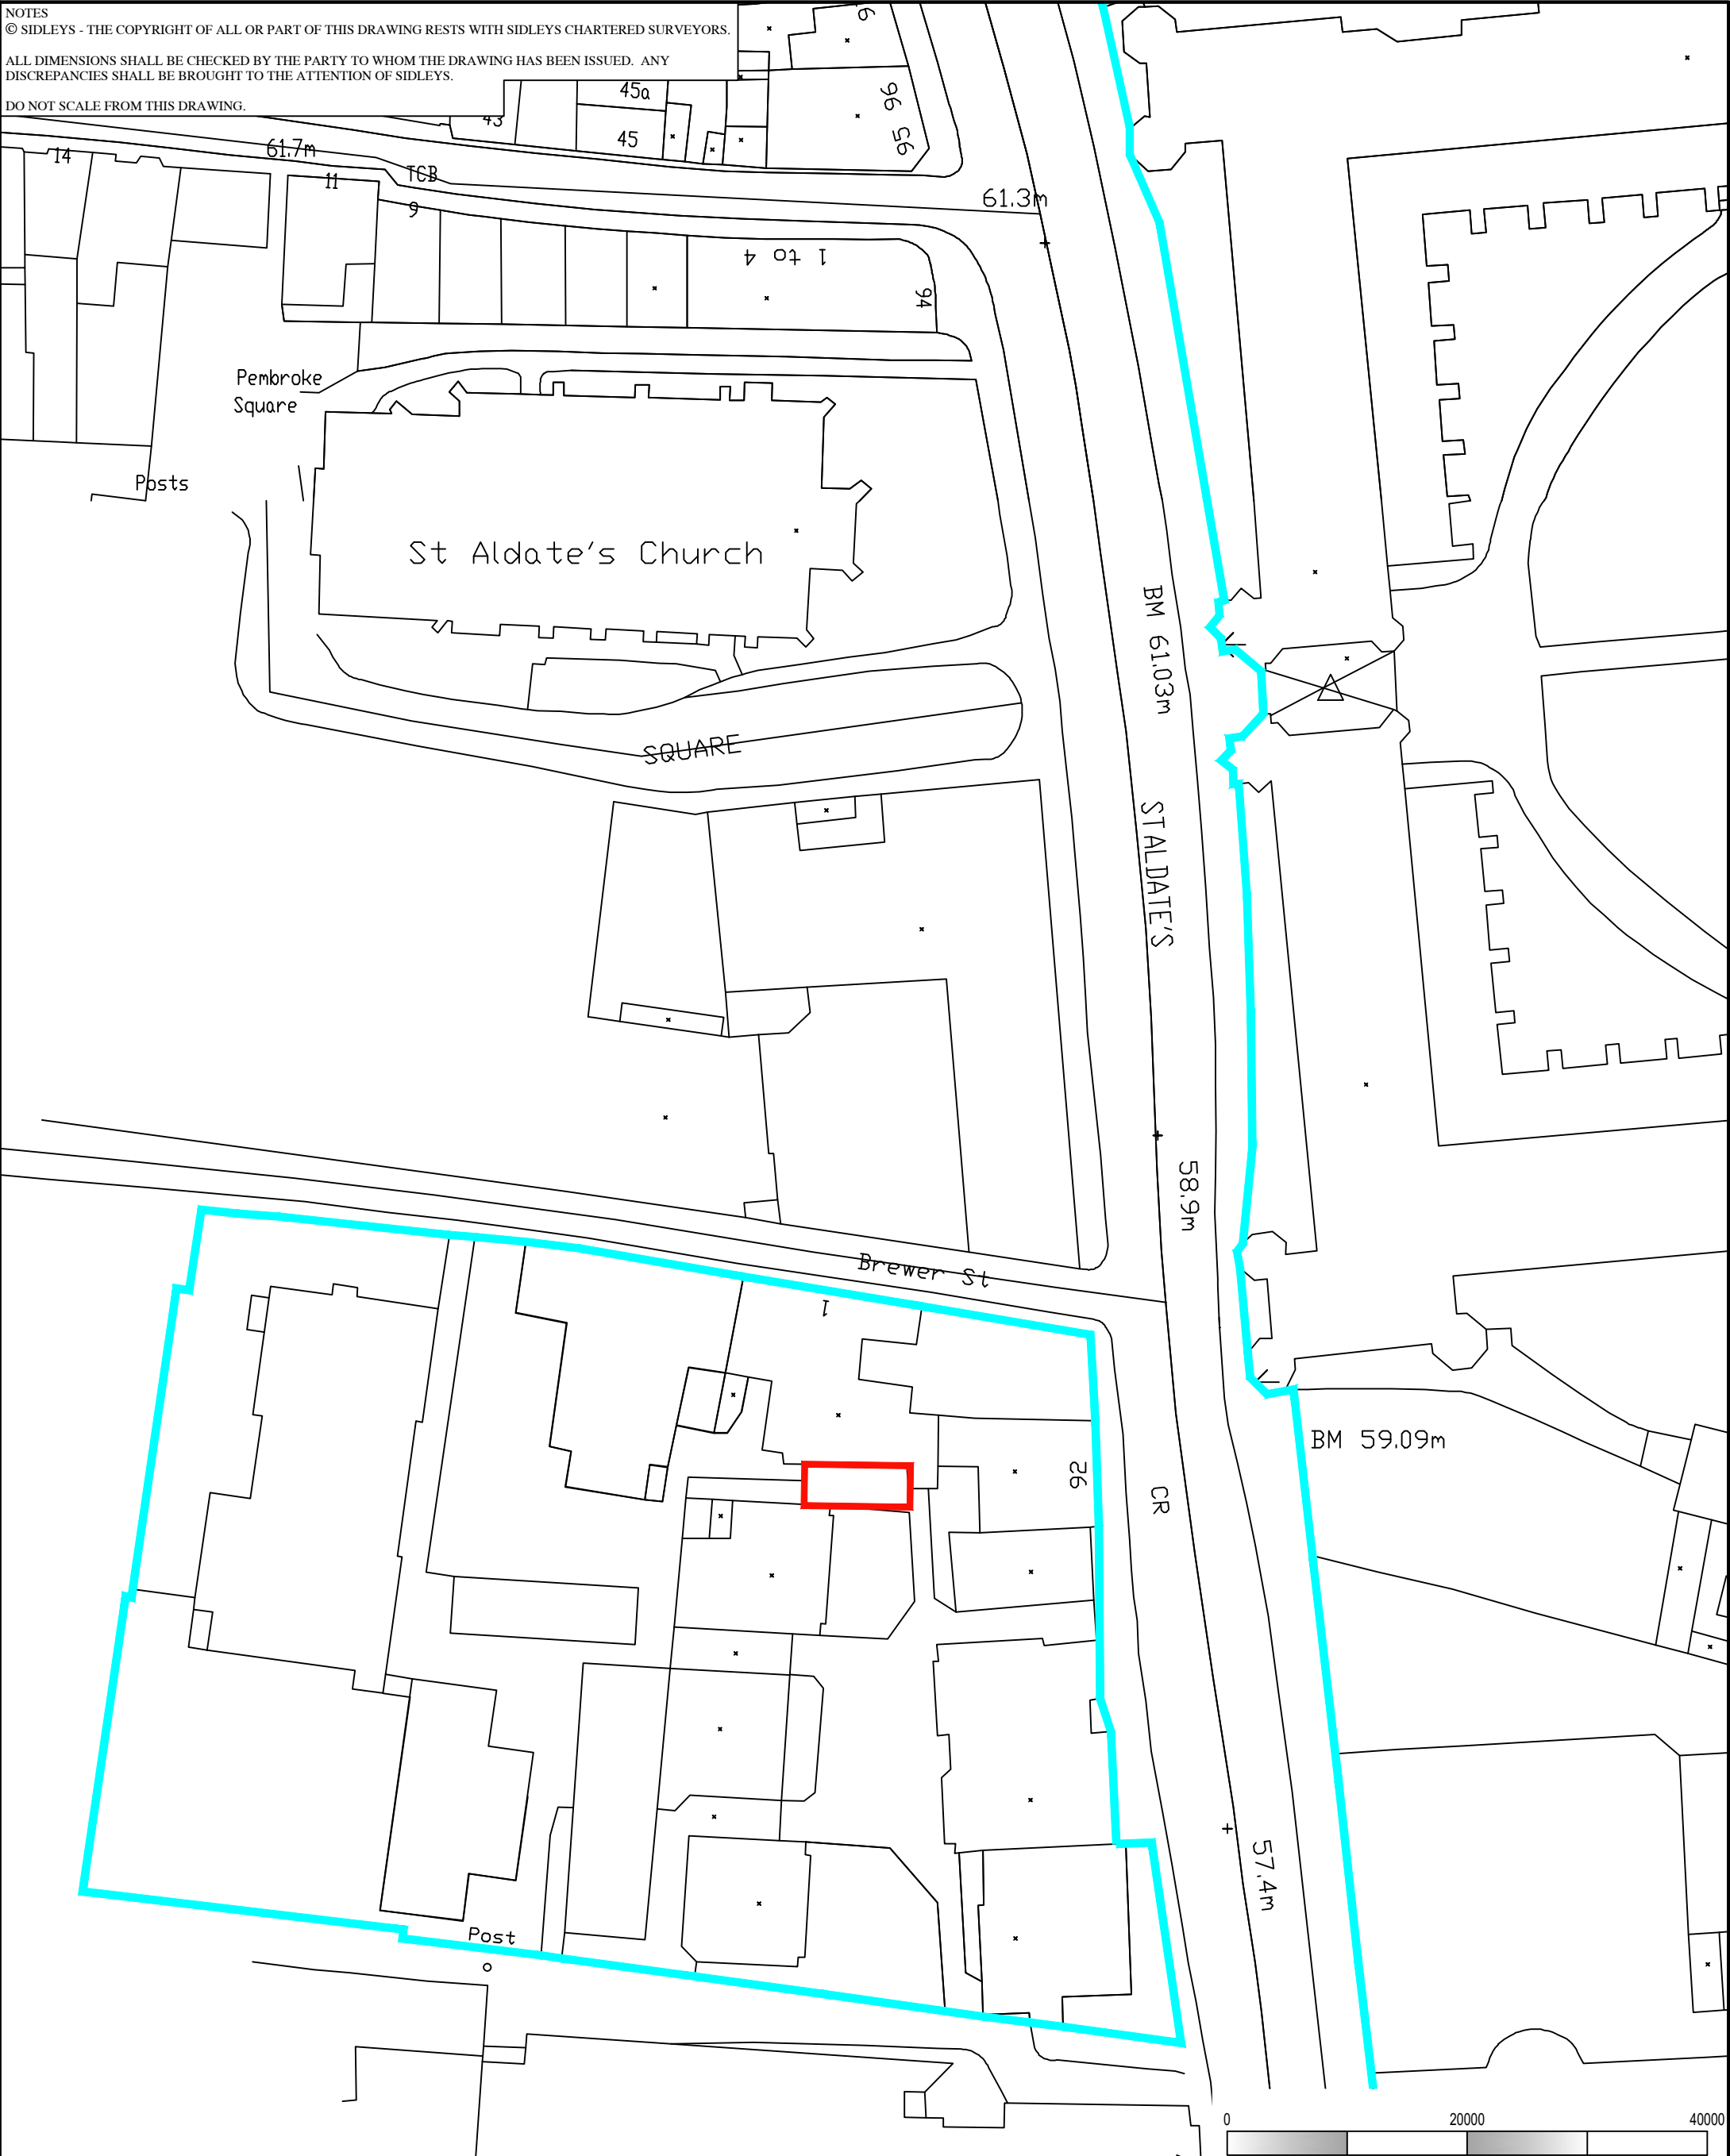 NOTES
© SIDLEYS - THE COPYRIGHT OF ALL OR PART OF THIS DRAWING RESTS WITH SIDLEYS CHARTERED SURVEYORS.
ALL DIMENSIONS SHALL BE CHECKED BY THE PARTY TO WHOM THE DRAWING HAS BEEN ISSUED. ANY
DISCREPANCIES SHALL BE BROUGHT TO THE ATTENTION OF SIDLEYS.
DO NOT SCALE FROM THIS DRAWING.
45a
43
45
96
95
14
61.7m
11
TCB
9
61.3m
1 to 4
94
Pembroke
Square
Posts
St Aldate's Church
BM 61.03m
SQUARE
ST ALDATE'S
58.9m
Brewer St
1
BM 59.09m
26
CR
57.4m
Post
0
20000
40000